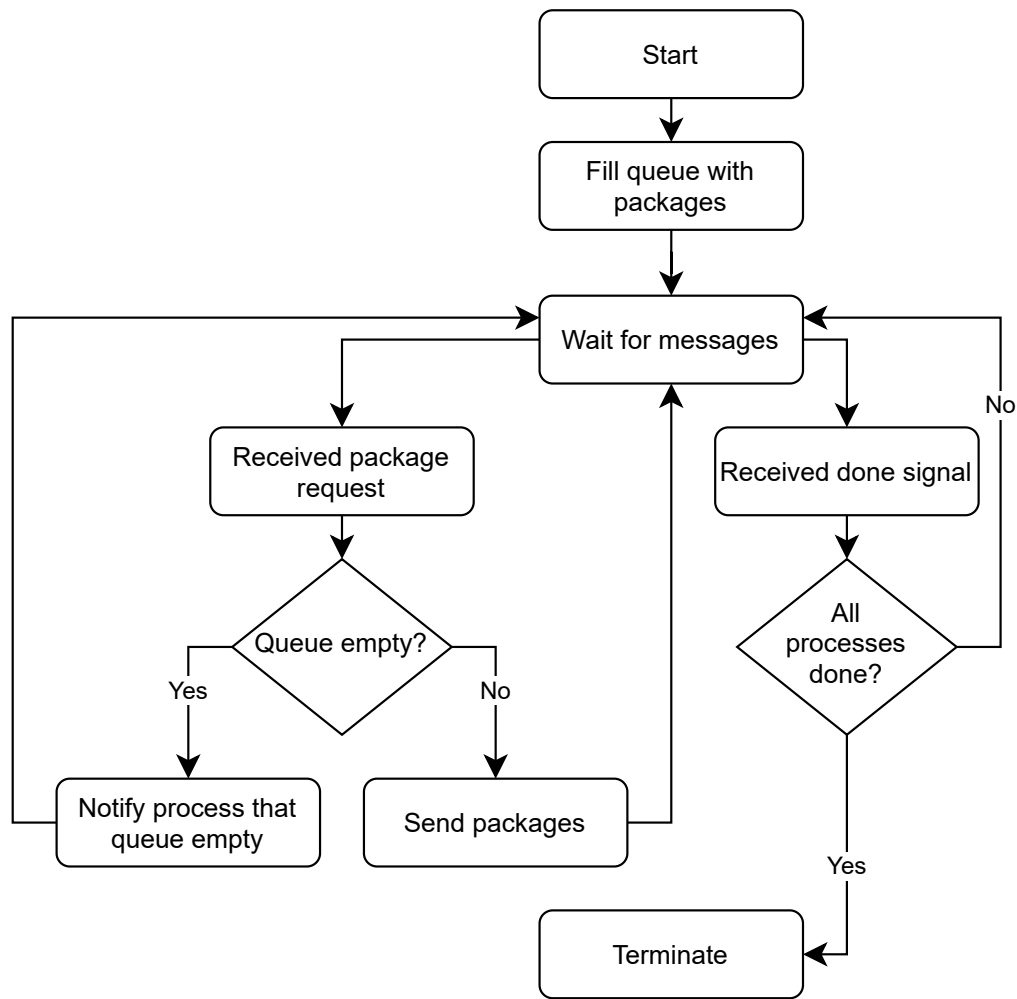 Start
Fill queue with
packages
Wait for messages
No
Received package
request
Received done signal
Queue empty?
All
processes
done?
Yes
No
Notify process that
queue empty
Send packages
Yes
Terminate